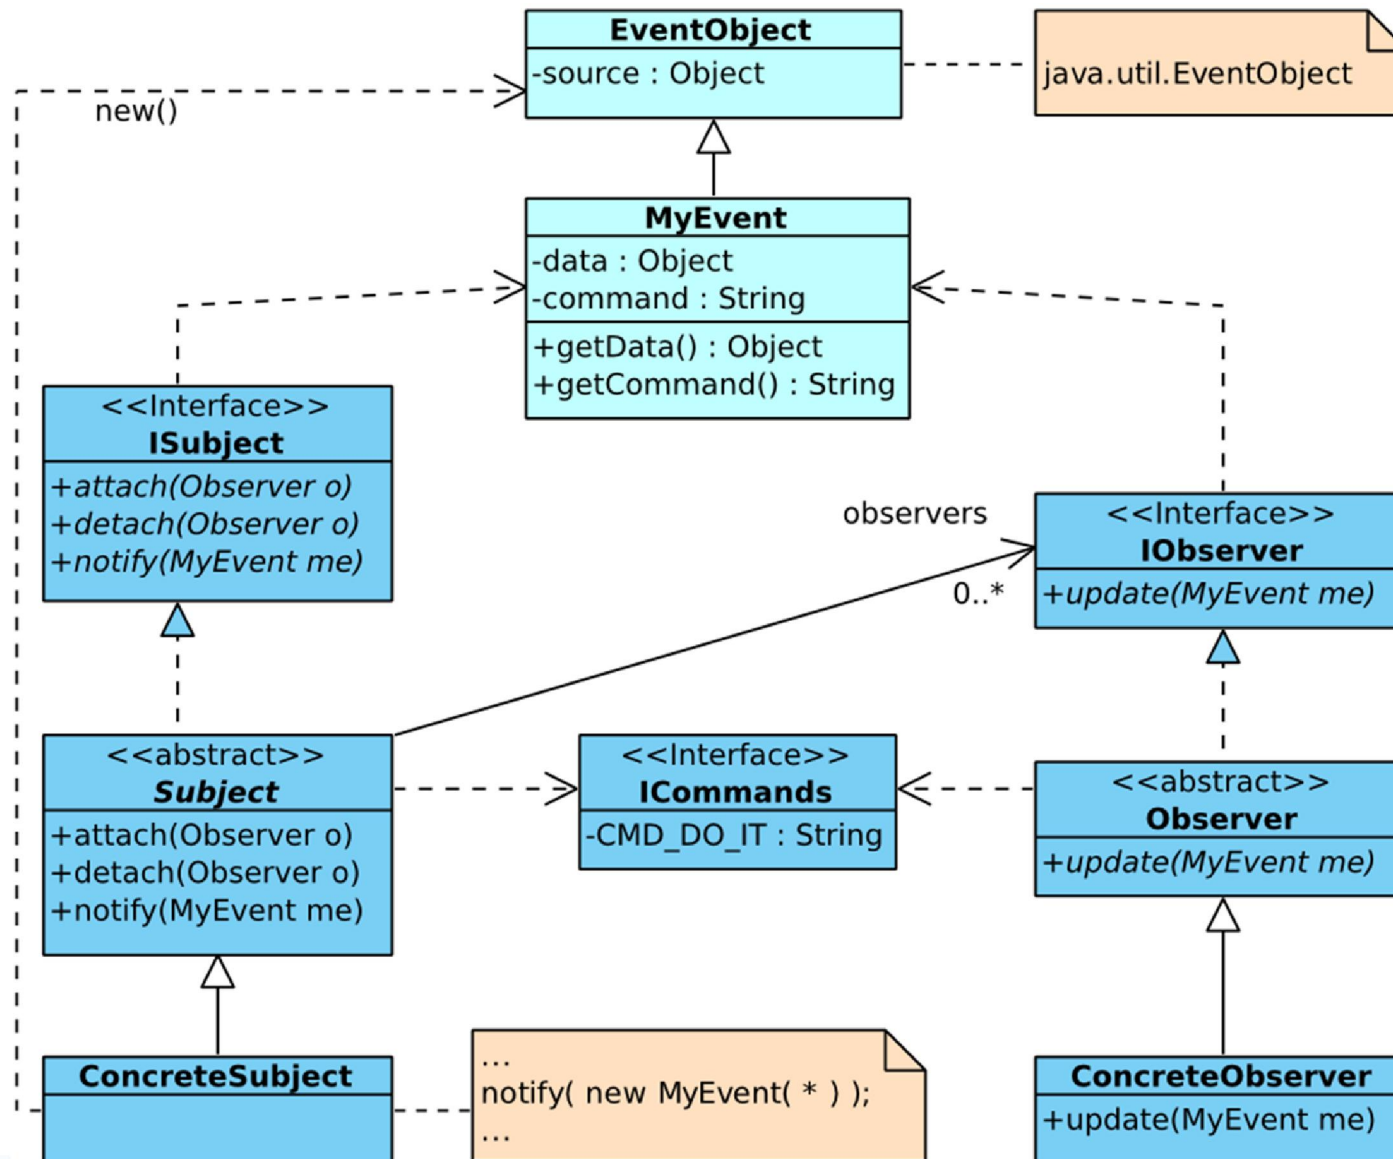 EventObject
-source : Object
java.util.EventObject
new()
MyEvent
-data : Object
-command : String
+getData() : Object
+getCommand() : String
<<Interface>>
ISubject
+attach(Observer o)
+detach(Observer o)
+notify(MyEvent me)
observers
0..*
<<Interface>>
IObserver
+update(MyEvent me)
<<abstract>>
Subject
+attach(Observer o)
+detach(Observer o)
+notify(MyEvent me)
<<Interface>>
ICommands
-CMD_DO_IT : String
<<abstract>>
Observer
+update(MyEvent me)
ConcreteSubject
...
notify( new MyEvent( * ) );
...
ConcreteObserver
+update(MyEvent me)